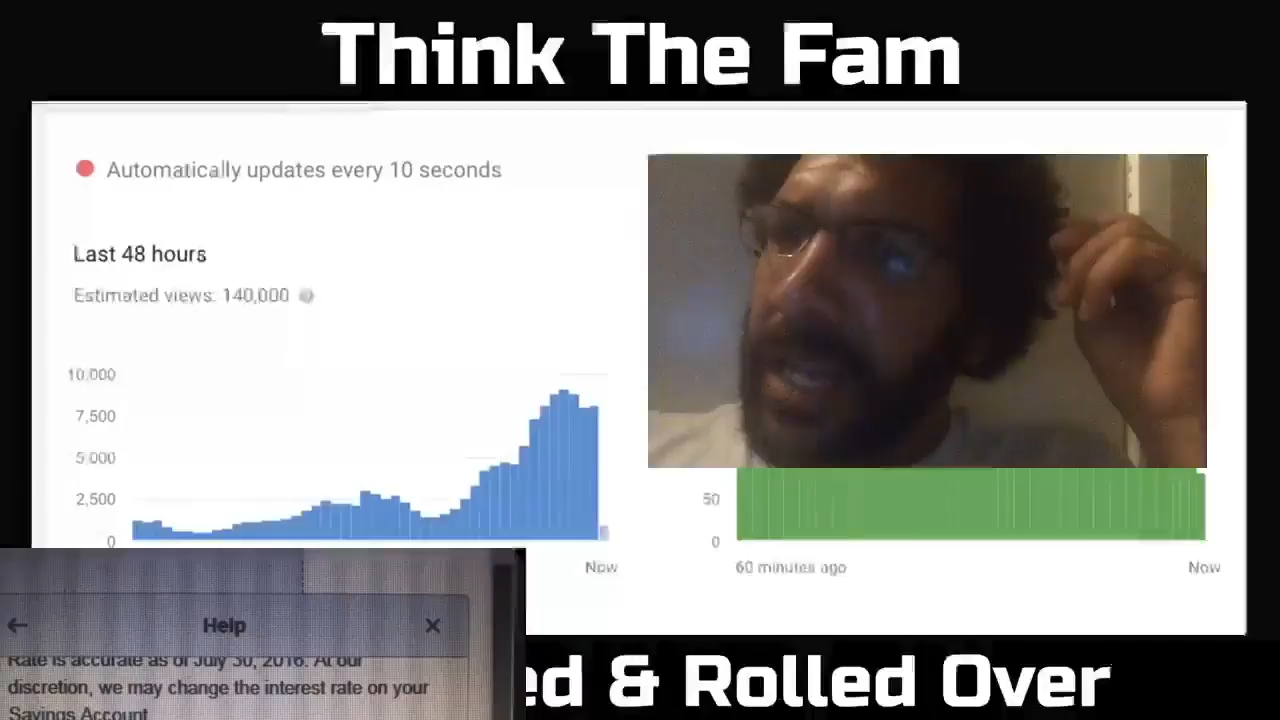 Think The Fam
Automatically updates every 10 seconds
Last 48 hours
Estimated views: 140,000
10,000
7,500
5,000
2,500
0
Now
50
0
60 minutes ago
Now
Help
Rate is accurate as of July 30, 2016. At our
discretion, we may change the interest rate on your
Savings Account
ed & Rolled Over